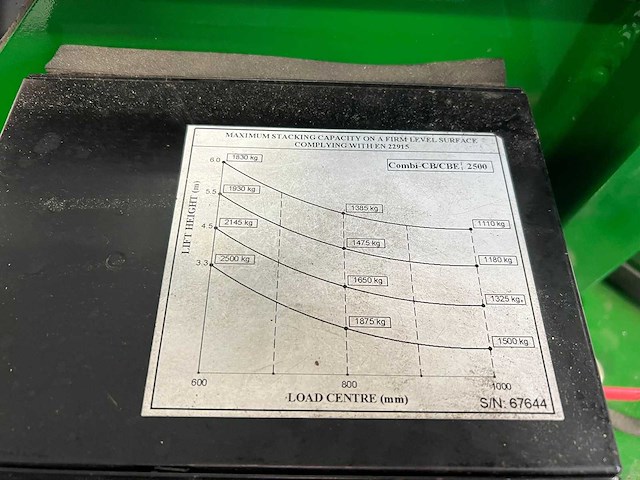 MAXIMUM STACKING CAPACITY ON A FIRM LEVEL SURFACE
COMPLYING WITH EN 22915
Combi-CB/CBE 2500
6.0
1830 kg
5.5
1930 kg
1385 kg
1110 kg
4.5
2145 kg
1475 kg
1180 kg
3.3
2500 kg
1650 kg
1325 kg
1875 kg
1500 kg
LIFT HEIGHT (m)
600
800
1000
LOAD CENTRE (mm)
S/N: 67644